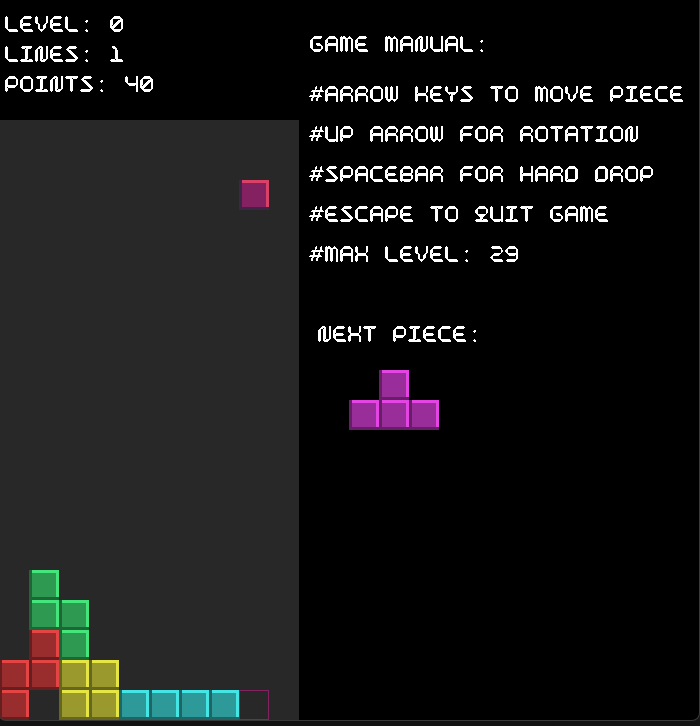 LEVEL: 0
LINES: 1
POINTS: 40
GAME MANUAL:
#ARROW KEYS TO MOVE PIECE
#UP ARROW FOR ROTATION
#SPACEBAR FOR HARD DROP
#ESCAPE TO QUIT GAME
#MAX LEVEL: 29
NEXT PIECE: